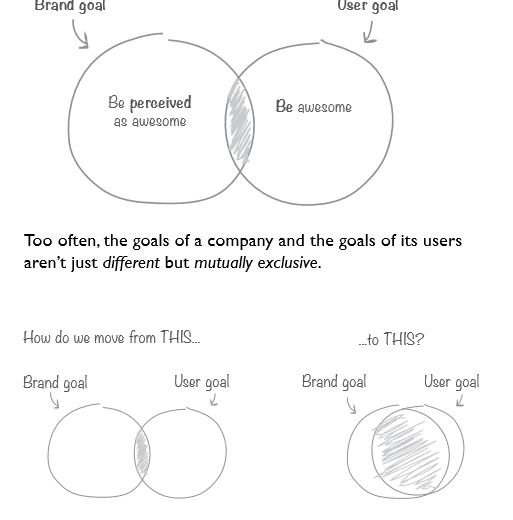 Brand goal
User goal
Be perceived
as awesome
Be awesome
Too often, the goals of a company and the goals of its users
aren't just different but mutually exclusive.
How do we move from THIS...
...to THIS?
Brand goal
User goal
Brand goal
User goal